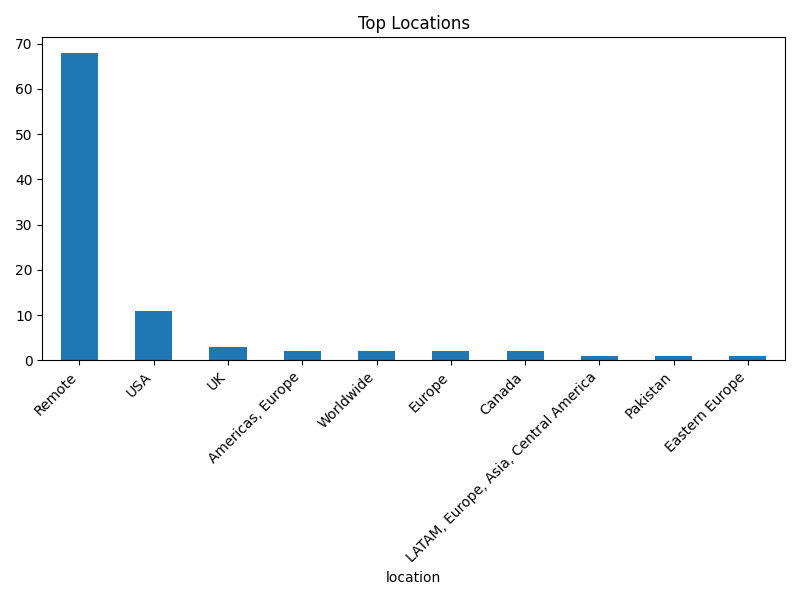 Top Locations
70
60
50
40
30
20
10
0
Remote
USA
UK
Americas, Europe
Worldwide
Europe
Canada
LATAM, Europe, Asia, Central America
Pakistan
Eastern Europe
location